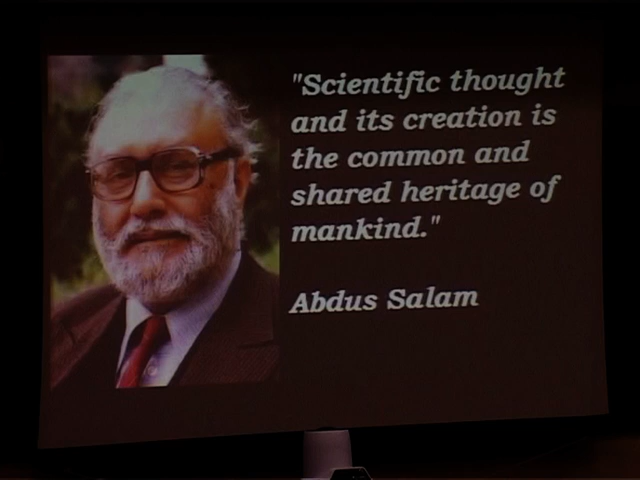 "Scientific thought
and its creation is
the common and
shared heritage of
mankind."
Abdus Salam